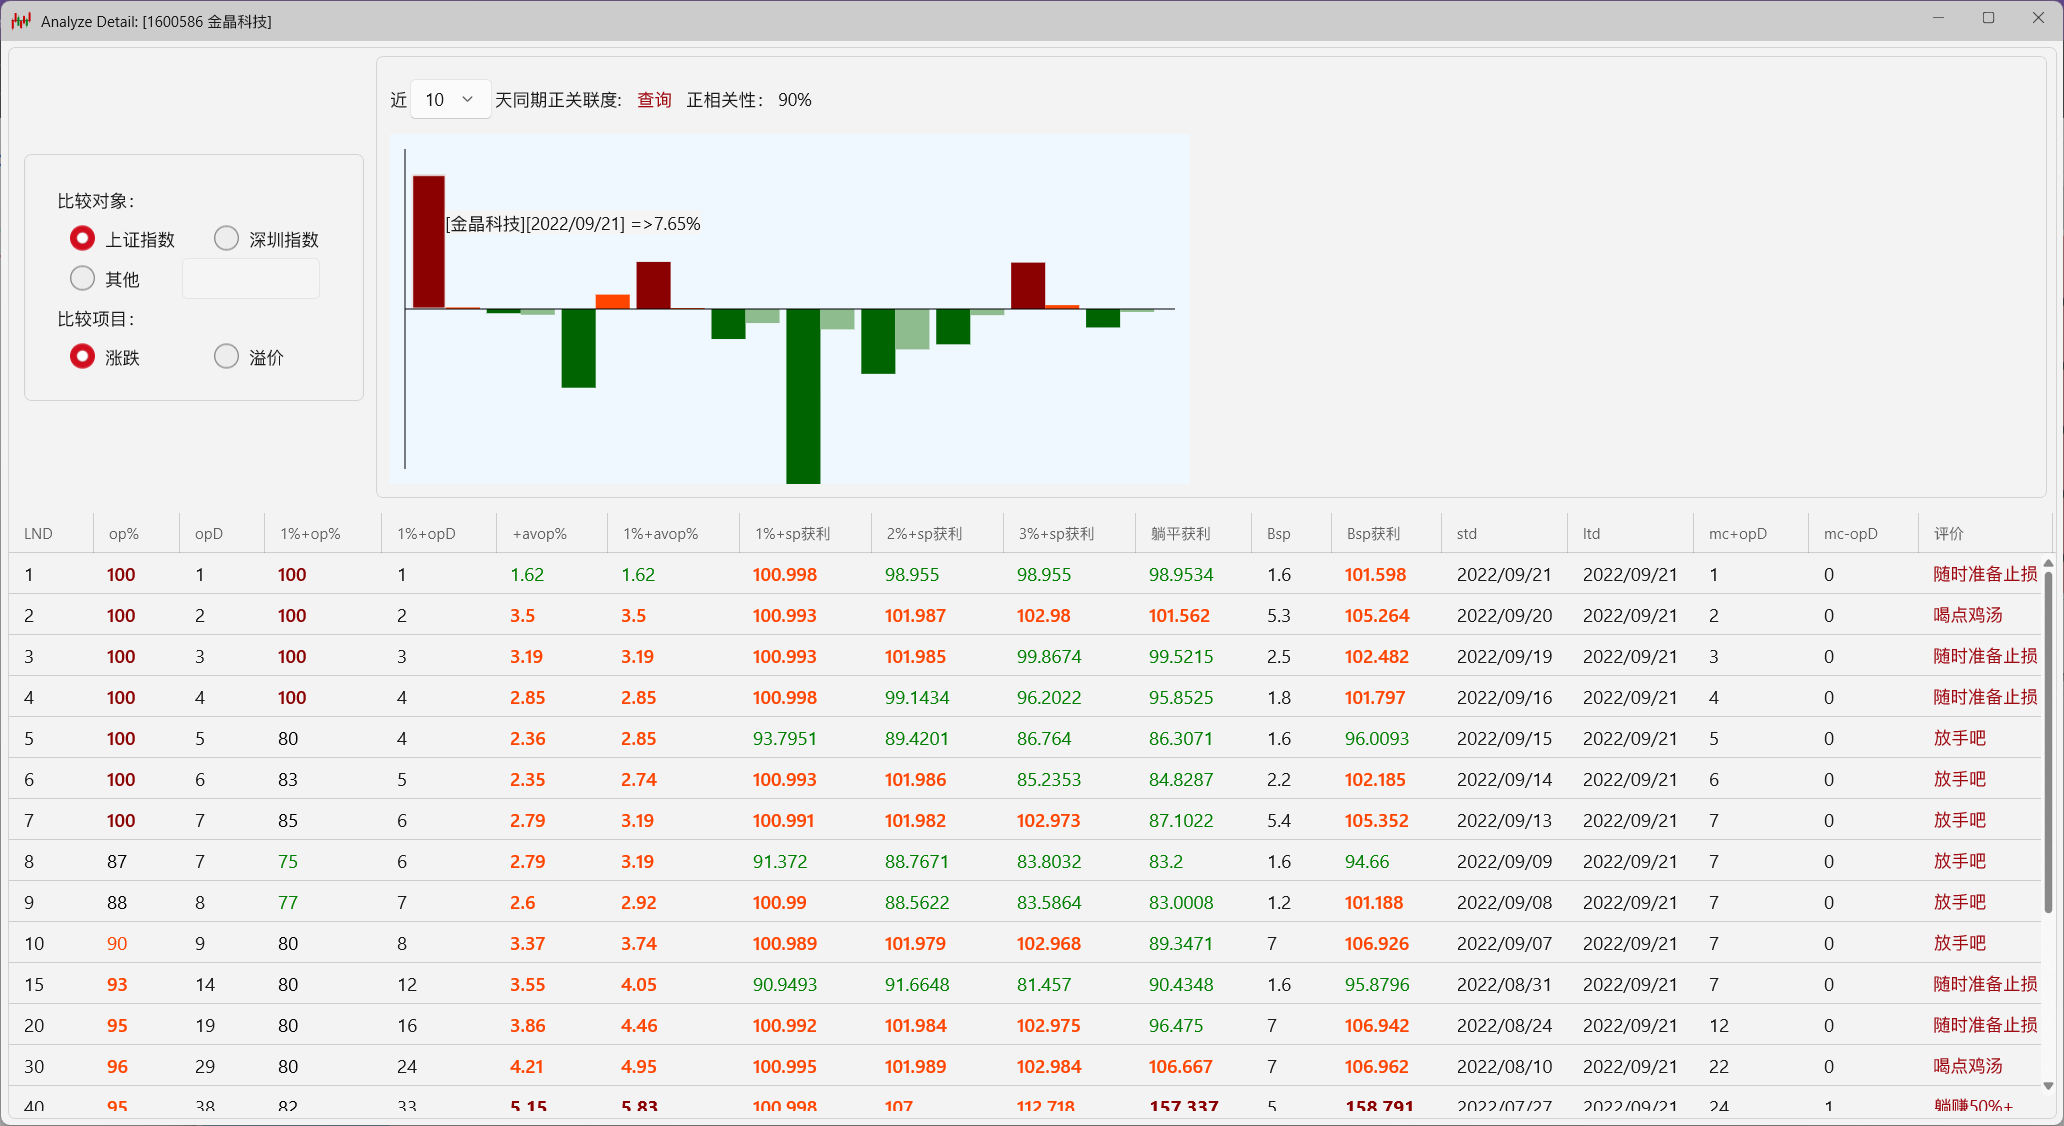 Analyze Detail: [1600586 金晶科技]
近 10 天同期正关联度: 查询 正相关性: 90%
[金晶科技][2022/09/21] =>7.65%
比较对象:
上证指数 深圳指数
其他
比较项目:
涨跌 溢价
LND op% opD 1%+op% 1%+opD +avop% 1%+avop% 1%+sp获利 2%+sp获利 3%+sp获利 躺平获利 Bsp Bsp获利 std ltd mc+opD mc-opD 评价
1 100 1 100 1 1.62 1.62 100.998 98.955 98.955 98.9534 1.6 101.598 2022/09/21 2022/09/21 1 0 随时准备止损
2 100 2 100 2 3.5 3.5 100.993 101.987 102.98 101.562 5.3 105.264 2022/09/20 2022/09/21 2 0 喝点鸡汤
3 100 3 100 3 3.19 3.19 100.993 101.985 99.8674 99.5215 2.5 102.482 2022/09/19 2022/09/21 3 0 随时准备止损
4 100 4 100 4 2.85 2.85 100.998 99.1434 96.2022 95.8525 1.8 101.797 2022/09/16 2022/09/21 4 0 随时准备止损
5 100 5 80 4 2.36 2.85 93.7951 89.4201 86.764 86.3071 1.6 96.0093 2022/09/15 2022/09/21 5 0 放手吧
6 100 6 83 5 2.35 2.74 100.993 101.986 85.2353 84.8287 2.2 102.185 2022/09/14 2022/09/21 6 0 放手吧
7 100 7 85 6 2.79 3.19 100.991 101.982 102.973 87.1022 5.4 105.352 2022/09/13 2022/09/21 7 0 放手吧
8 87 7 75 6 2.79 3.19 91.372 88.7671 83.8032 83.2 1.6 94.66 2022/09/09 2022/09/21 7 0 放手吧
9 88 8 77 7 2.6 2.92 100.99 88.5622 83.5864 83.0008 1.2 101.188 2022/09/08 2022/09/21 7 0 放手吧
10 90 9 80 8 3.37 3.74 100.989 101.979 102.968 89.3471 7 106.926 2022/09/07 2022/09/21 7 0 放手吧
15 93 14 80 12 3.55 4.05 90.9493 91.6648 81.457 90.4348 1.6 95.8796 2022/08/31 2022/09/21 7 0 随时准备止损
20 95 19 80 16 3.86 4.46 100.992 101.984 102.975 96.475 7 106.942 2022/08/24 2022/09/21 12 0 随时准备止损
30 96 29 80 24 4.21 4.95 100.995 101.989 102.984 106.667 7 106.962 2022/08/10 2022/09/21 22 0 喝点鸡汤
40 95 38 82 33 5.15 5.83 100.998 107 112.718 157.337 5 158.791 2022/07/27 2022/09/21 24 1 躺赚50%+